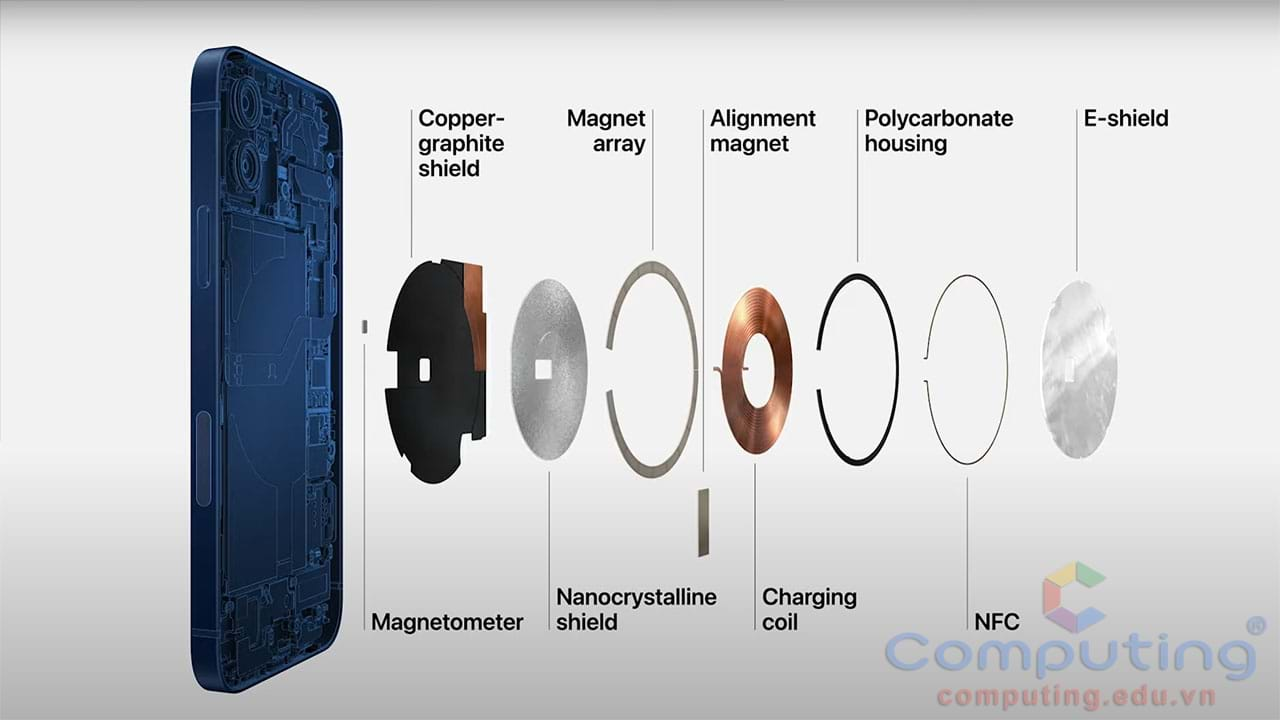 Copper-
graphite
shield
Magnet
array
Alignment
magnet
Polycarbonate
housing
E-shield
Magnetometer
Nanocrystalline
shield
Charging
coil
NFC
Computing®
computing.edu.vn